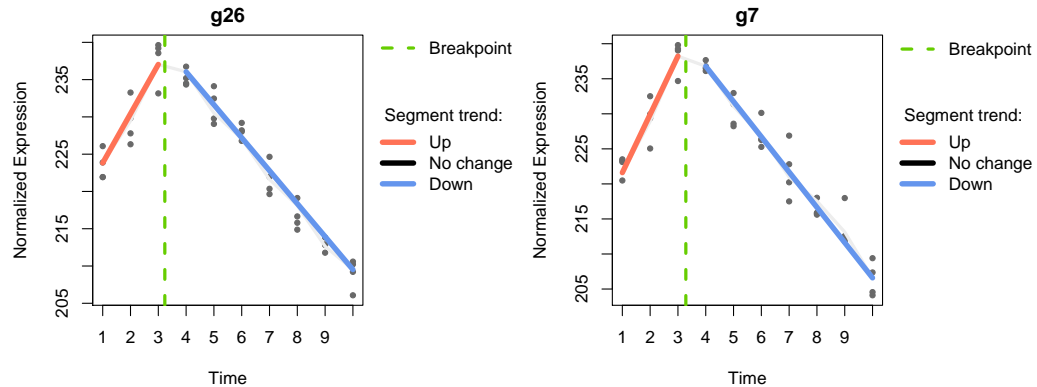 g26
Normalized Expression
205
215
225
235
1 2 3 4 5 6 7 8 9
Time
Breakpoint
Segment trend:
Up
No change
Down
g7
Normalized Expression
205
215
225
235
1 2 3 4 5 6 7 8 9
Time
Breakpoint
Segment trend:
Up
No change
Down